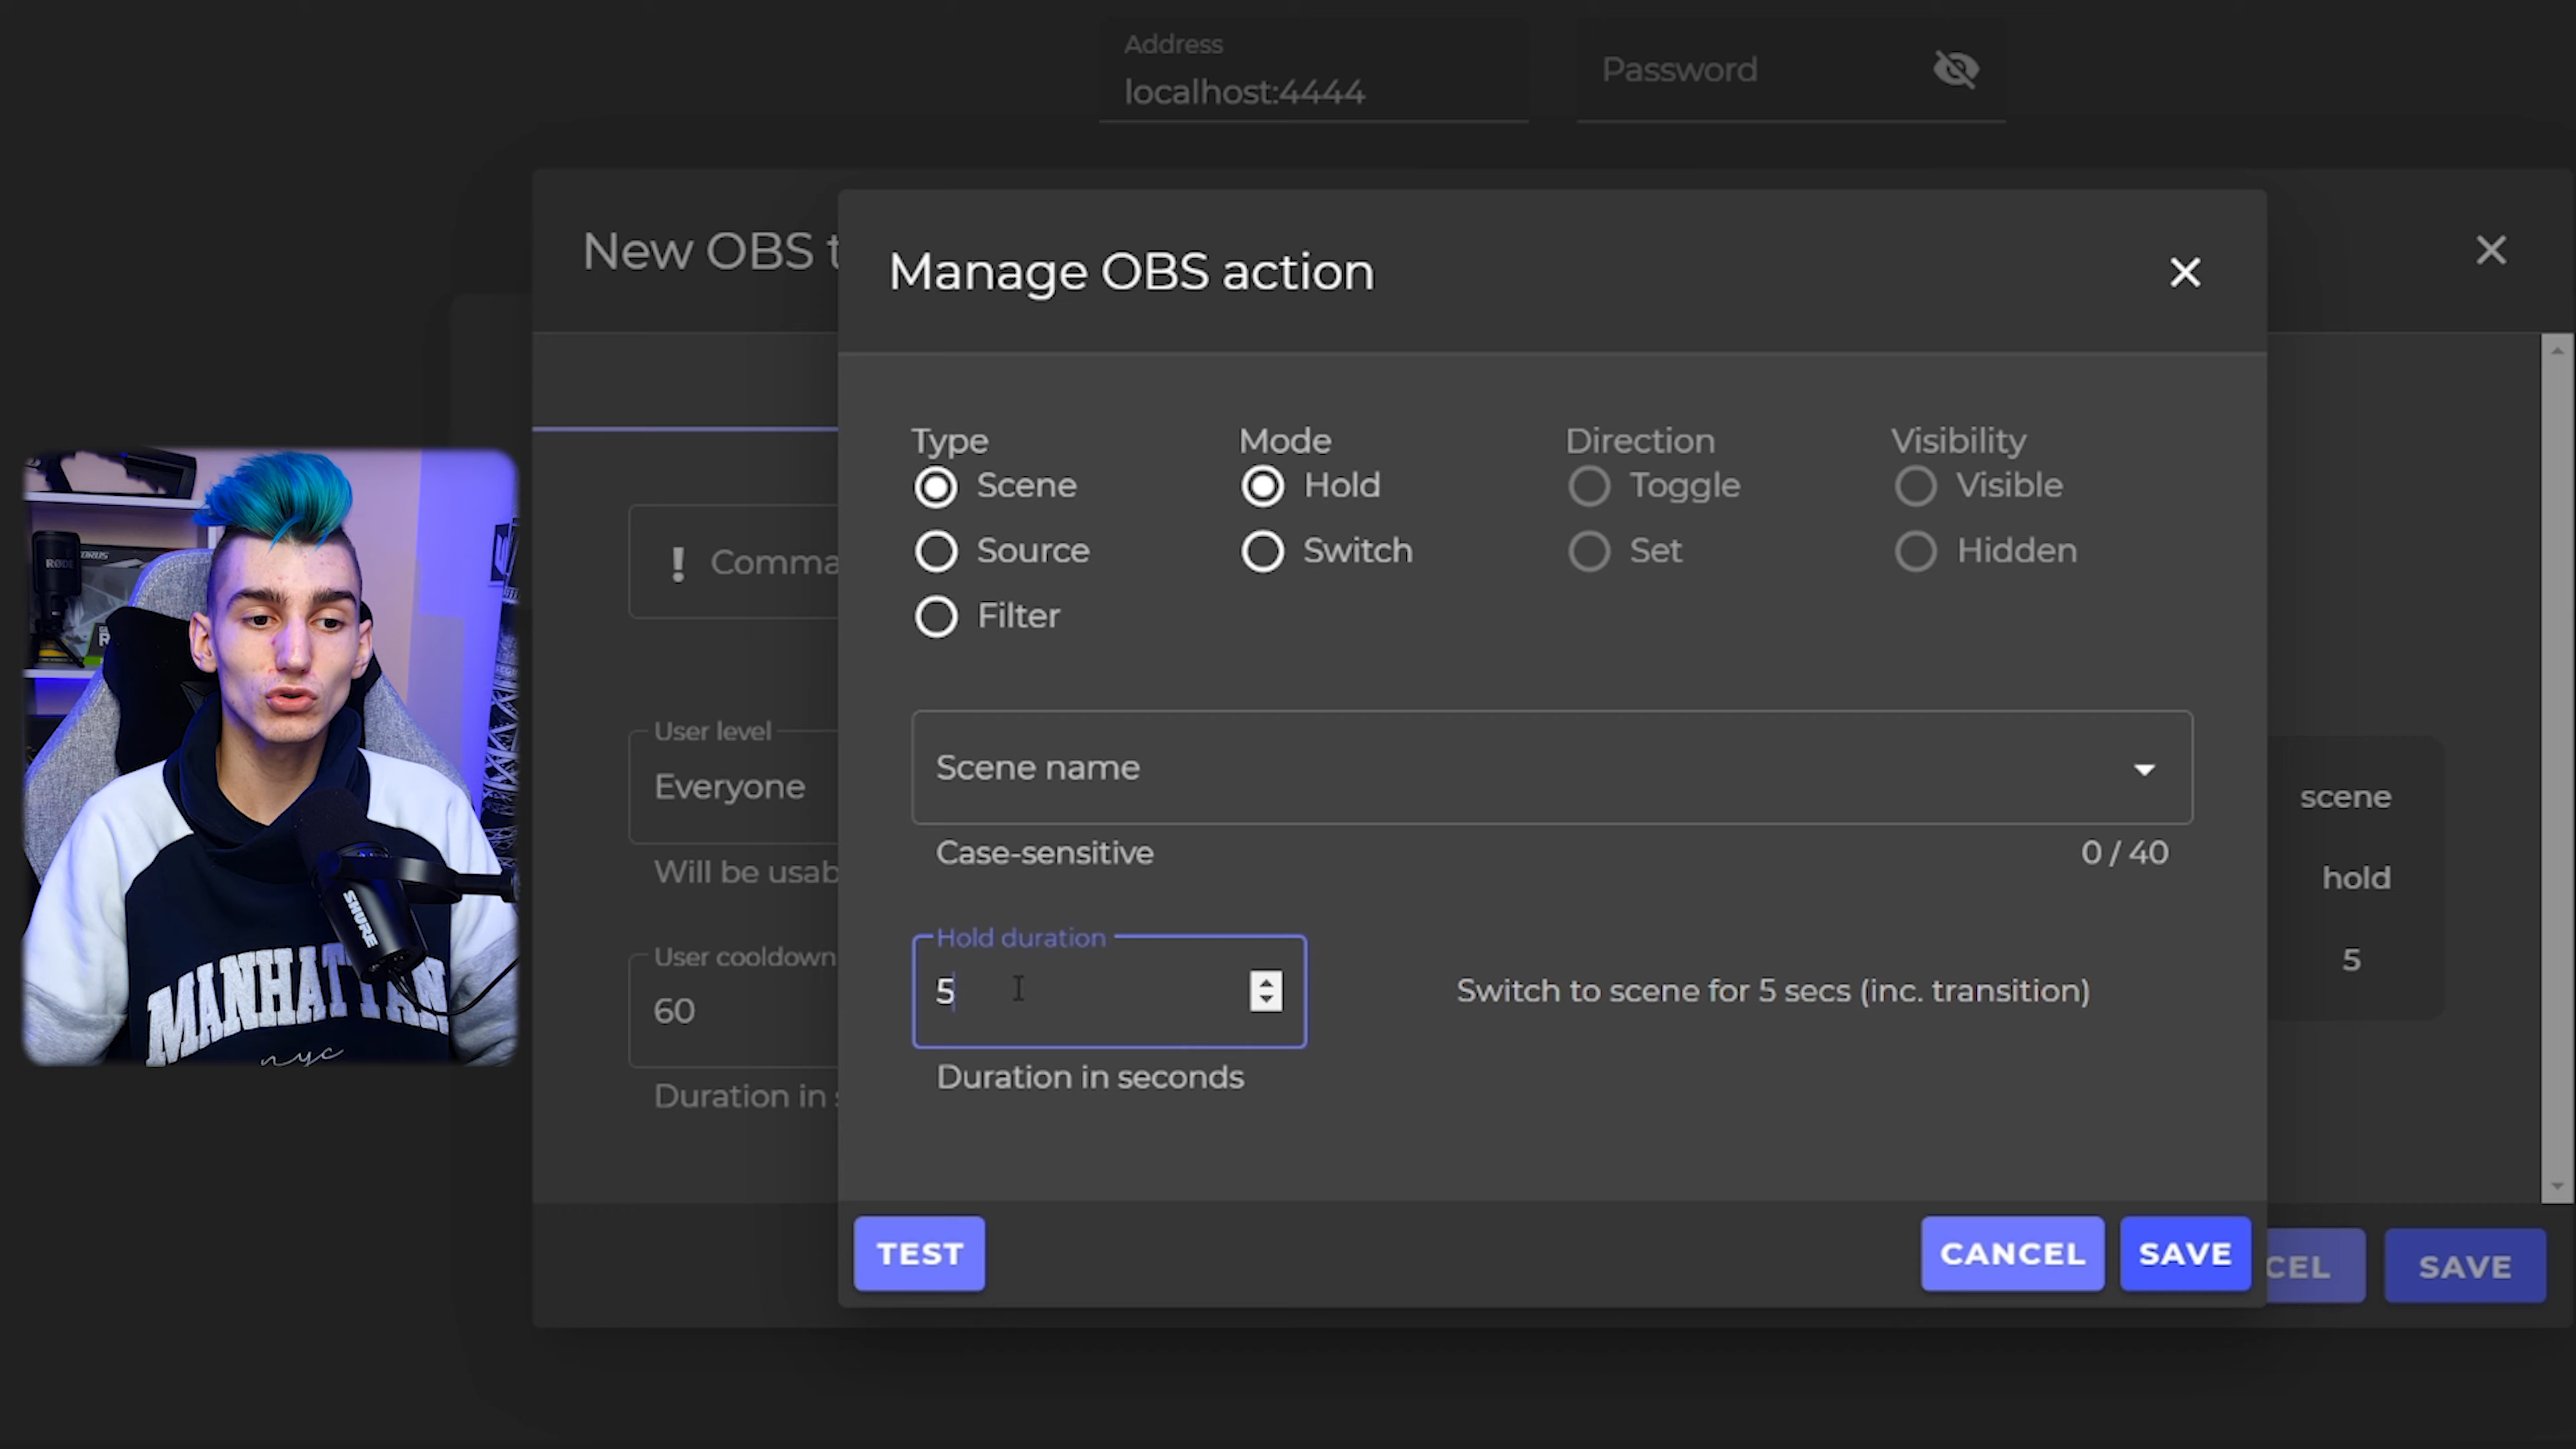 Address
localhost:4444
Password
New OBS t
Manage OBS action
Type
Mode
Direction
Visibility
Scene
Hold
Toggle
Visible
Source
Switch
Set
Hidden
Filter
! Comma
User level
Everyone
Will be usab
User cooldown
60
Duration in s
Scene name
Case-sensitive
0 / 40
Hold duration
5
Duration in seconds
Switch to scene for 5 secs (inc. transition)
scene
hold
5
TEST
CANCEL
SAVE
CEL
SAVE
RØDE
SHURE
MANHATTAN
nyc